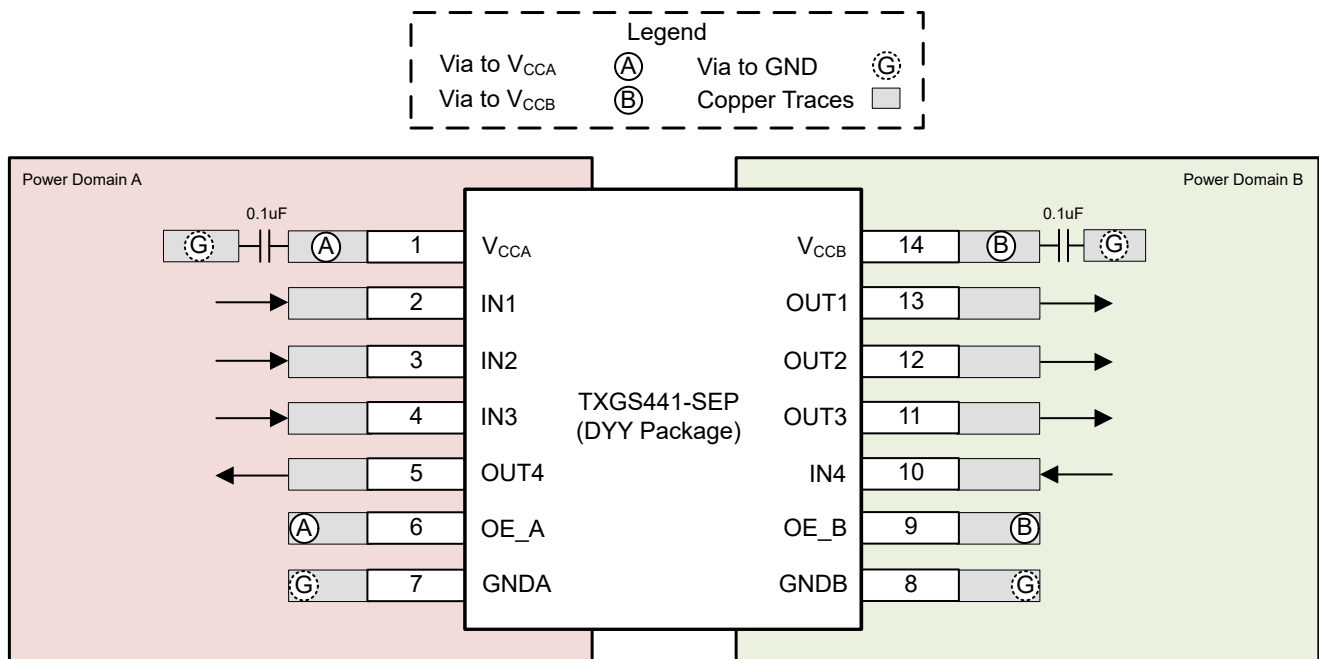 Legend
Via to VCCA A Via to GND G
Via to VCCB B Copper Traces
Power Domain A
Power Domain B
0.1uF
0.1uF
G A 1 VCCA VCCB 14 B G
2 IN1 OUT1 13
3 IN2 OUT2 12
4 IN3 OUT3 11
TXGS441-SEP
(DYY Package)
5 OUT4 IN4 10
A 6 OE_A OE_B 9 B
G 7 GNDA GNDB 8 G